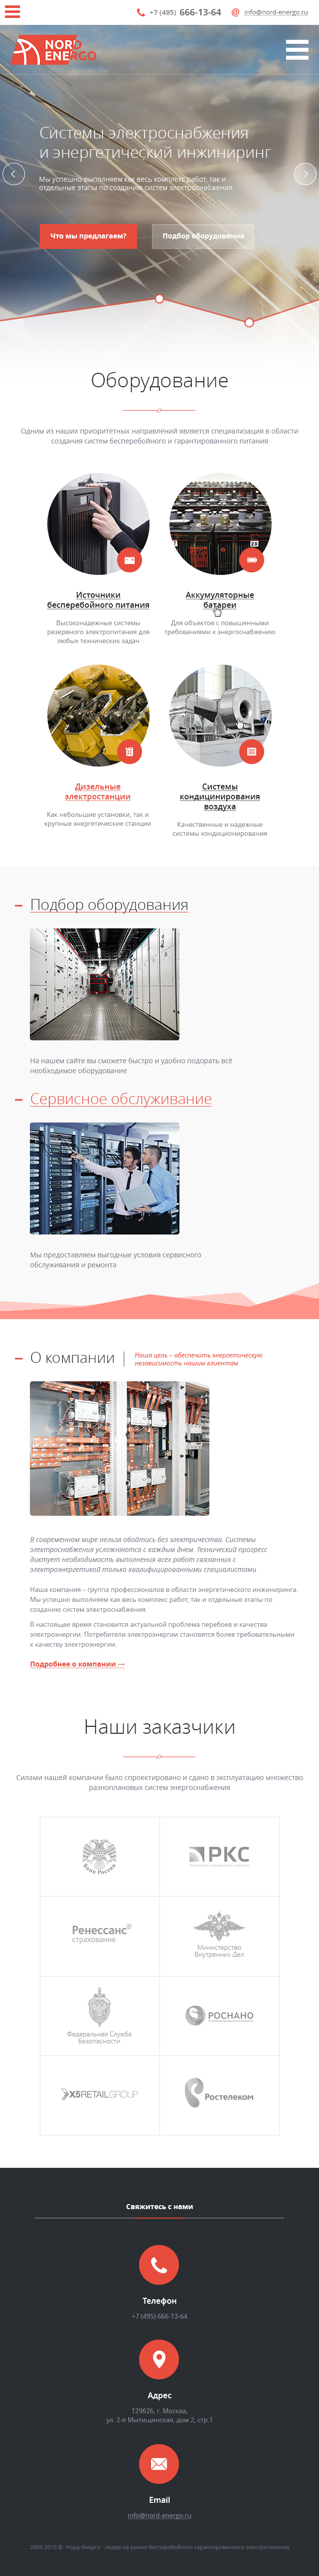 +7 (495) 666-13-64 info@nord-energo.ru
NORD
ENERGO
Системы электроснабжения
и энергетический инжиниринг
Мы успешно выполняем как весь комплекс работ, так и
отдельные этапы по созданию систем электроснабжения
Что мы предлагаем? Подбор оборудования
Оборудование
Одним из наших приоритетных направлений является специализация в области
создания систем бесперебойного и гарантированного питания
Источники
бесперебойного питания
Высоконадежные системы
резервного электропитания для
любых технических задач
Аккумуляторные
батареи
Для объектов с повышенными
требованиями к энергоснабжению
Дизельные
электростанции
Как небольшие установки, так и
крупные энергетические станции
Системы
кондиционирования
воздуха
Качественные и надежные
системы кондиционирования
Подбор оборудования
На нашем сайте вы сможете быстро и удобно подорать всё
необходимое оборудование
Сервисное обслуживание
Мы предоставляем выгодные условия сервисного
обслуживания и ремонта
О компании
Наша цель – обеспечить энергетическую
независимость нашим клиентам
В современном мире нельзя обойтись без электричества. Системы
электроснабжения усложняются с каждым днем. Технический прогресс
диктует необходимость выполнения всех работ связанных с
электроэнергетикой только квалифицированными специалистами
Наша компания – группа профессионалов в области энергетического инжиниринга.
Мы успешно выполняем как весь комплекс работ, так и отдельные этапы по
созданию систем электроснабжения.
В настоящее время становится актуальной проблема перебоев и качества
электроэнергии. Потребители электроэнергии становятся более требовательными
к качеству электроэнергии.
Подробнее о компании →
Наши заказчики
Силами нашей компании было спроектировано и сдано в эксплуатацию множество
разноплановых систем энергоснабжения
Банк России
РКС
Ренессанс
страхование
Министерство
Внутренних Дел
Федеральная Служба
Безопасности
РОСНАНО
X5RETAILGROUP
Ростелеком
Свяжитесь с нами
Телефон
+7 (495) 666-13-64
Адрес
129626, г. Москва,
ул. 2-я Мытищинская, дом 2, стр.1
Email
info@nord-energo.ru
2008-2015 © Норд Энерго - лидер на рынке бесперебойного гарантированного электропитания